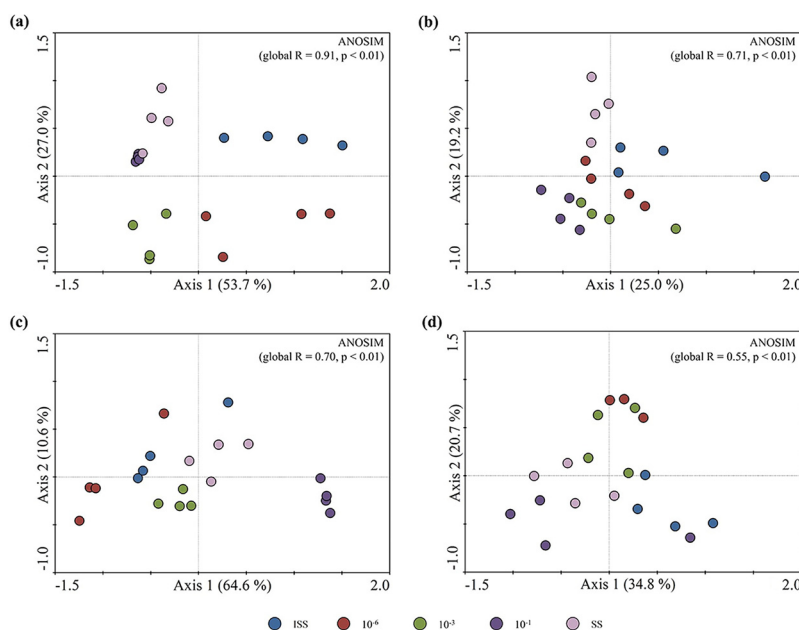 (a)
1.5
ANOSIM
(global R = 0.91, p < 0.01)
Axis 2 (27.0 %)
-1.0
-1.5
Axis 1 (53.7 %)
2.0
(b)
1.5
ANOSIM
(global R = 0.71, p < 0.01)
Axis 2 (19.2 %)
-1.0
-1.5
Axis 1 (25.0 %)
2.0
(c)
1.5
ANOSIM
(global R = 0.70, p < 0.01)
Axis 2 (10.6 %)
-1.0
-1.5
Axis 1 (64.6 %)
2.0
(d)
1.5
ANOSIM
(global R = 0.55, p < 0.01)
Axis 2 (20.7 %)
-1.0
-1.5
Axis 1 (34.8 %)
2.0
ISS 10⁻⁶ 10⁻³ 10⁻¹ SS